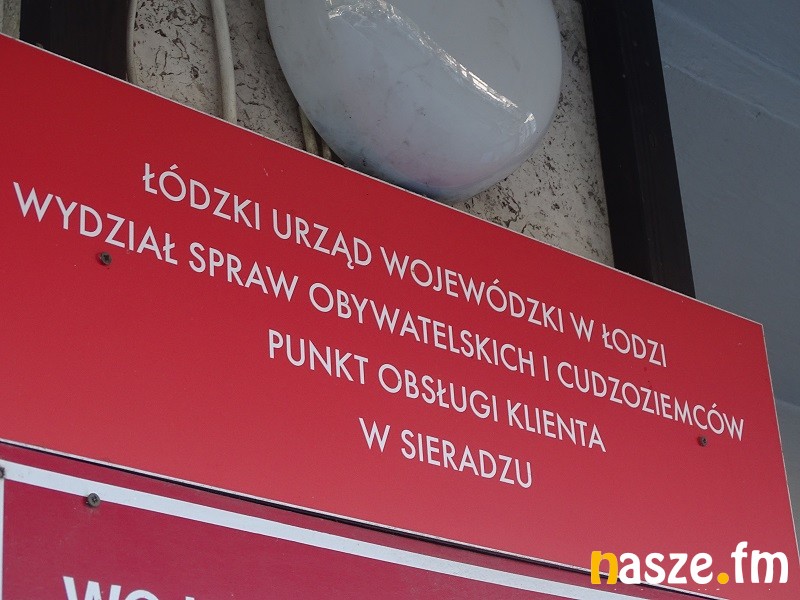 ŁÓDZKI URZĄD WOJEWÓDZKI W ŁODZI
WYDZIAŁ SPRAW OBYWATELSKICH I CUDZOZIEMCÓW
PUNKT OBSŁUGI KLIENTA
W SIERADZU
nasze.fm